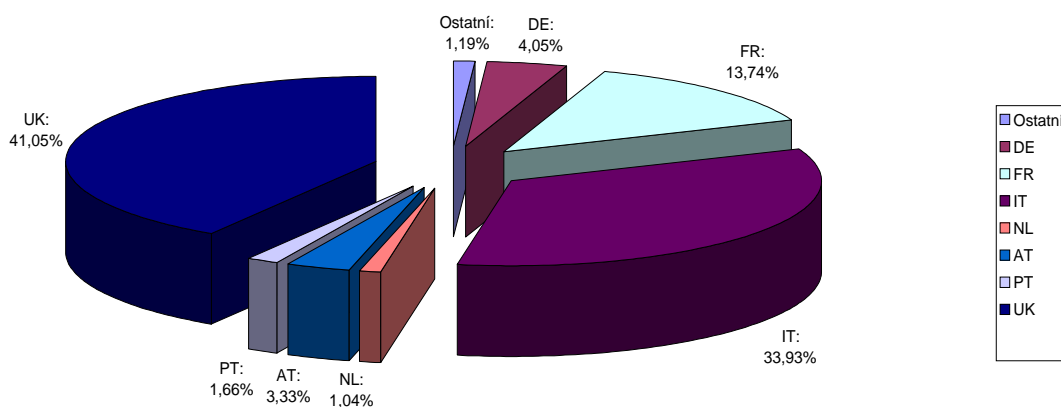 Ostatní:
1,19%
DE:
4,05%
FR:
13,74%
UK:
41,05%
IT:
33,93%
PT:
1,66%
AT:
3,33%
NL:
1,04%
Ostatní
DE
FR
IT
NL
AT
PT
UK